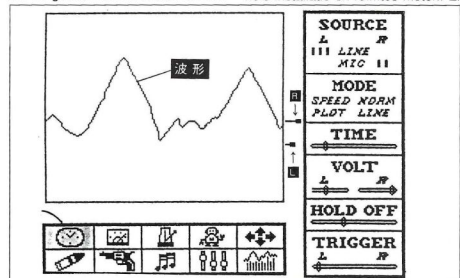 波形
R
L
SOURCE
L R
LINE
MIC
MODE
SPEED NORM
PLOT LINE
TIME
VOLT
L R
HOLD OFF
TRIGGER
L R